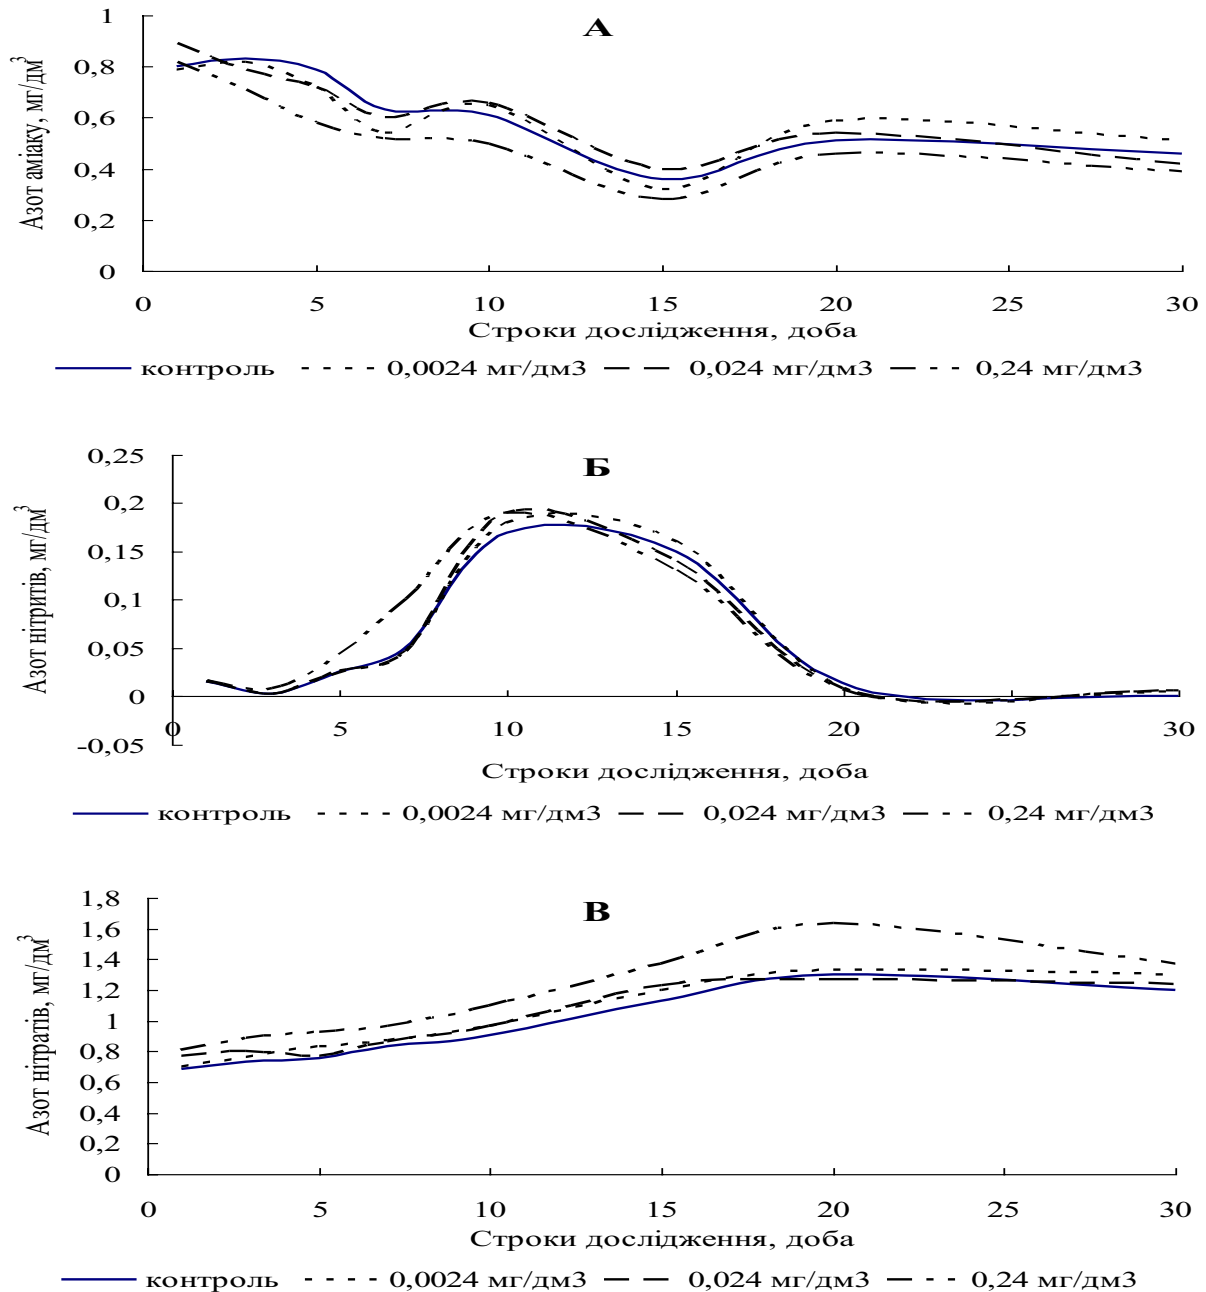 А
Азот аміаку, мг/дм³
1
0,8
0,6
0,4
0,2
0
0 5 10 15 20 25 30
Строки дослідження, доба
контроль 0,0024 мг/дм3 0,024 мг/дм3 0,24 мг/дм3
Б
Азот нітритів, мг/дм³
0,25
0,2
0,15
0,1
0,05
0
-0,05
0 5 10 15 20 25 30
Строки дослідження, доба
контроль 0,0024 мг/дм3 0,024 мг/дм3 0,24 мг/дм3
В
Азот нітратів, мг/дм³
1,8
1,6
1,4
1,2
1
0,8
0,6
0,4
0,2
0
0 5 10 15 20 25 30
Строки дослідження, доба
контроль 0,0024 мг/дм3 0,024 мг/дм3 0,24 мг/дм3